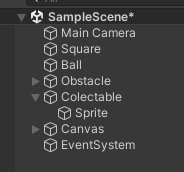 SampleScene*
Main Camera
Square
Ball
Obstacle
Colectable
Sprite
Canvas
EventSystem